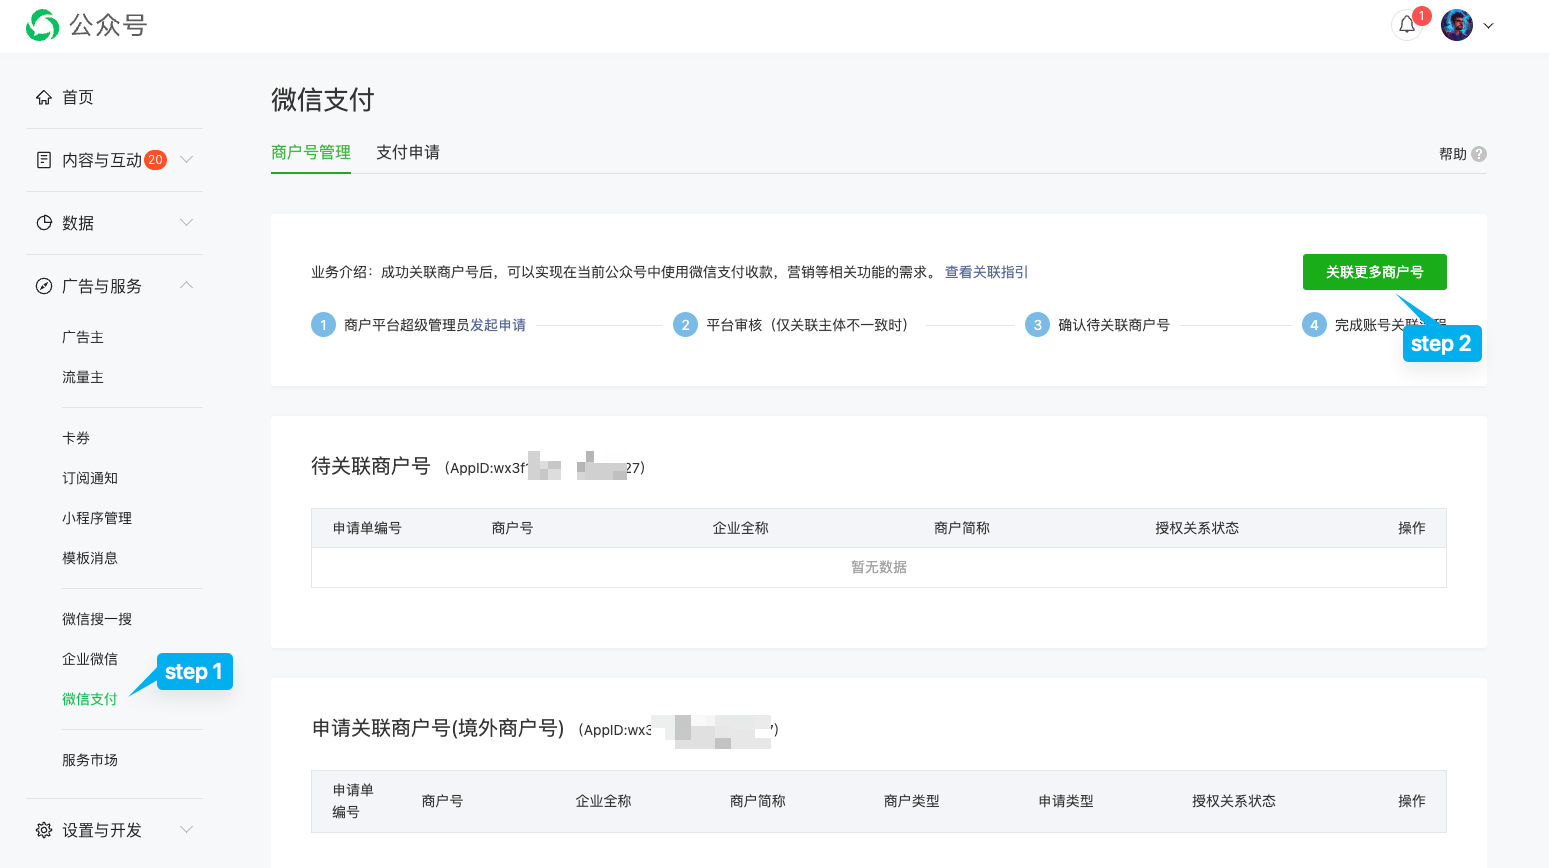 公众号
1
首页
内容与互动 20
数据
广告与服务
广告主
流量主
卡券
订阅通知
小程序管理
模板消息
微信搜一搜
企业微信
微信支付
step 1
服务市场
设置与开发
微信支付
商户号管理 支付申请
帮助 ?
业务介绍：成功关联商户号后，可以实现在当前公众号中使用微信支付收款，营销等相关功能的需求。 查看关联指引
关联更多商户号
1 商户平台超级管理员发起申请 2 平台审核（仅关联主体不一致时） 3 确认待关联商户号 4 完成账号关联
step 2
待关联商户号 （AppID:wx3f 27）
申请单编号 商户号 企业全称 商户简称 授权关系状态 操作
暂无数据
申请关联商户号(境外商户号) （AppID:wx3 ）
申请单编号 商户号 企业全称 商户简称 商户类型 申请类型 授权关系状态 操作